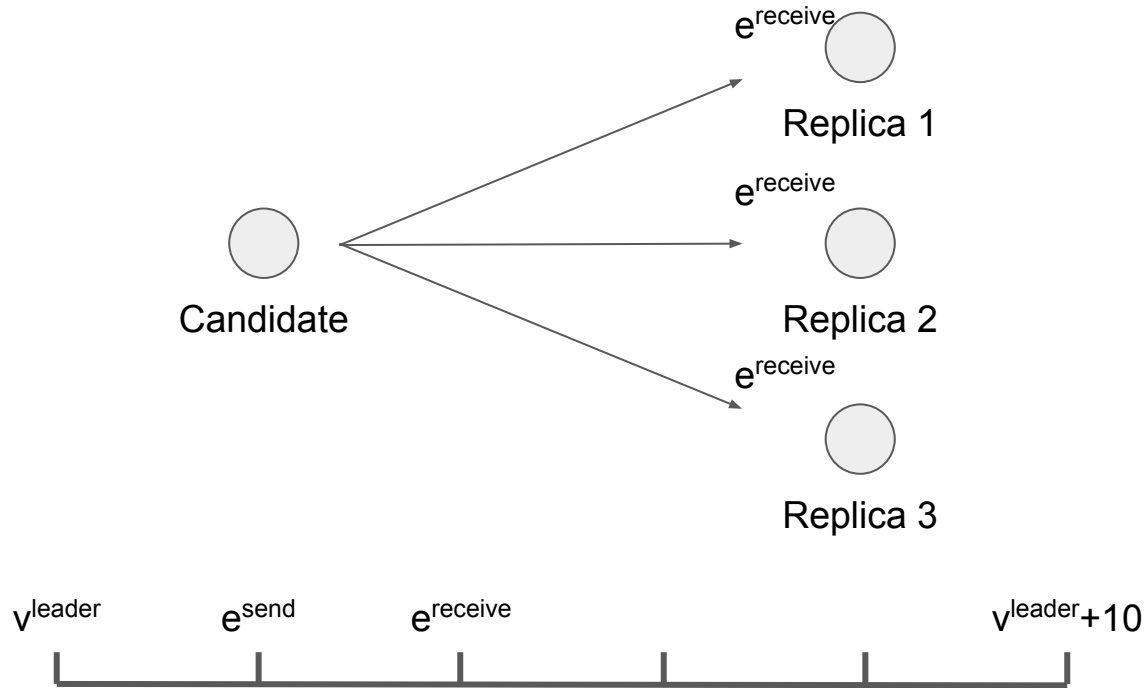 e^receive
Replica 1
e^receive
Candidate
Replica 2
e^receive
Replica 3
v^leader e^send e^receive v^leader+10